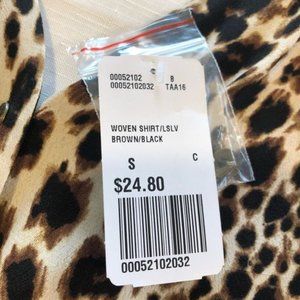 00052102 B
00052102032 TAA16
WOVEN SHIRT/LSLV
BROWN/BLACK
S C
$24.80
00052102032